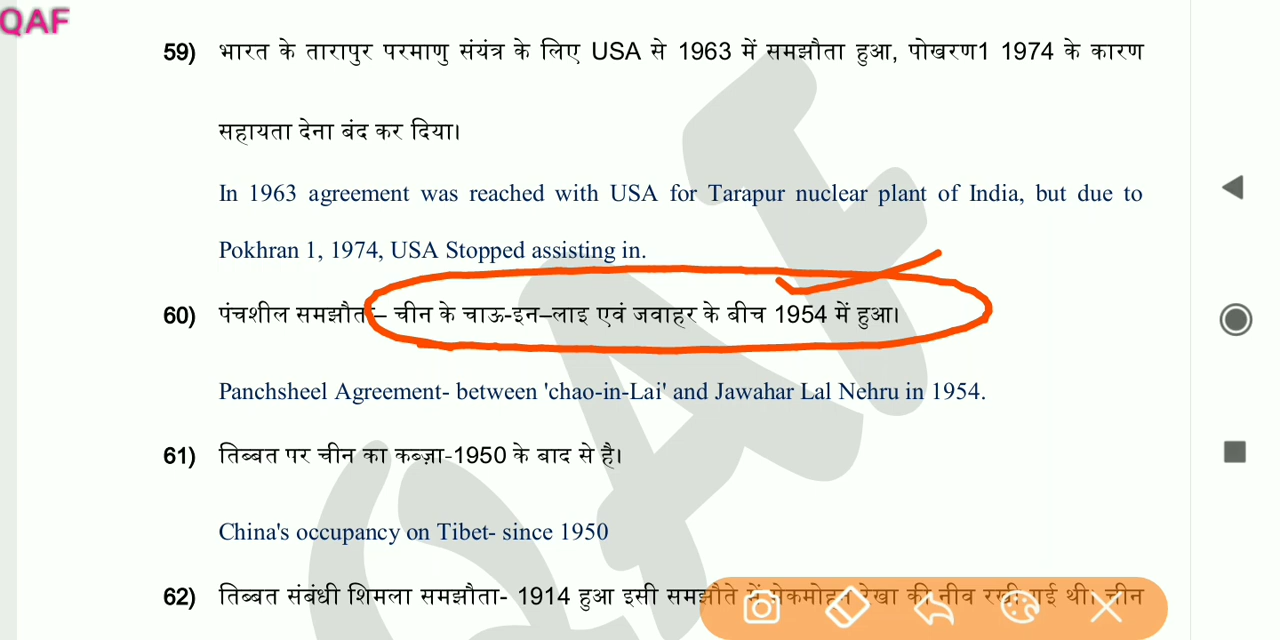 QAF
59) भारत के तारापुर परमाणु संयंत्र के लिए USA से 1963 में समझौता हुआ, पोखरण1 1974 के कारण
सहायता देना बंद कर दिया।
In 1963 agreement was reached with USA for Tarapur nuclear plant of India, but due to
Pokhran 1, 1974, USA Stopped assisting in.
60) पंचशील समझौता– चीन के चाऊ-इन–लाइ एवं जवाहर के बीच 1954 में हुआ।
Panchsheel Agreement- between 'chao-in-Lai' and Jawahar Lal Nehru in 1954.
61) तिब्बत पर चीन का कब्ज़ा-1950 के बाद से है।
China's occupancy on Tibet- since 1950
62) तिब्बत संबंधी शिमला समझौता- 1914 हुआ इसी समझौते में रेखा की नींव रखी गई थी। चीन